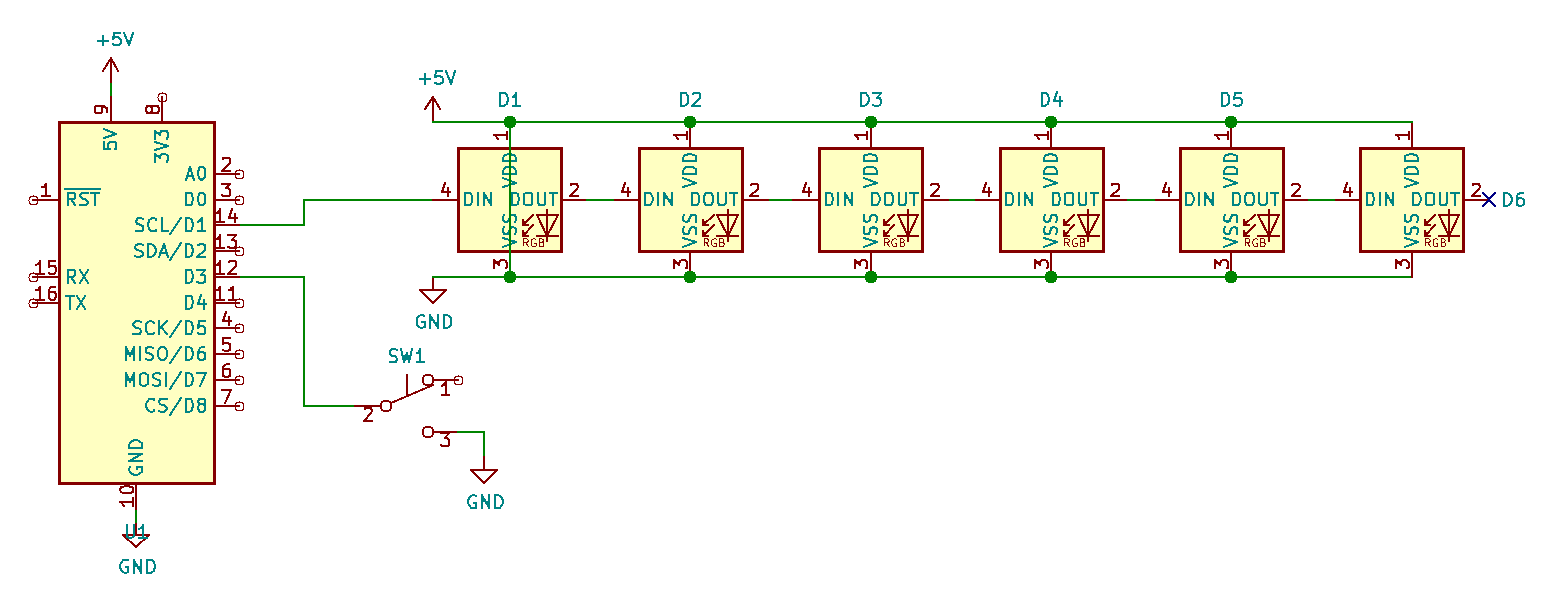 +5V
+5V
D1 D2 D3 D4 D5
9 8
5V 3V3
1 1 1 1 1 1
VDD VDD VDD VDD VDD VDD
A0 2
1 RST D0 3
4 DIN DOUT 2 4 DIN DOUT 2 4 DIN DOUT 2 4 DIN DOUT 2 4 DIN DOUT 2 4 DIN DOUT 2 D6
SCL/D1 14
VSS VSS VSS VSS VSS VSS
RGB RGB RGB RGB RGB RGB
SDA/D2 13
3 3 3 3 3 3
15 RX D3 12
16 TX D4 11
GND
SCK/D5 4
MISO/D6 5
SW1
MOSI/D7 6
1
CS/D8 7
2
3
GND
10
GND
U1
GND